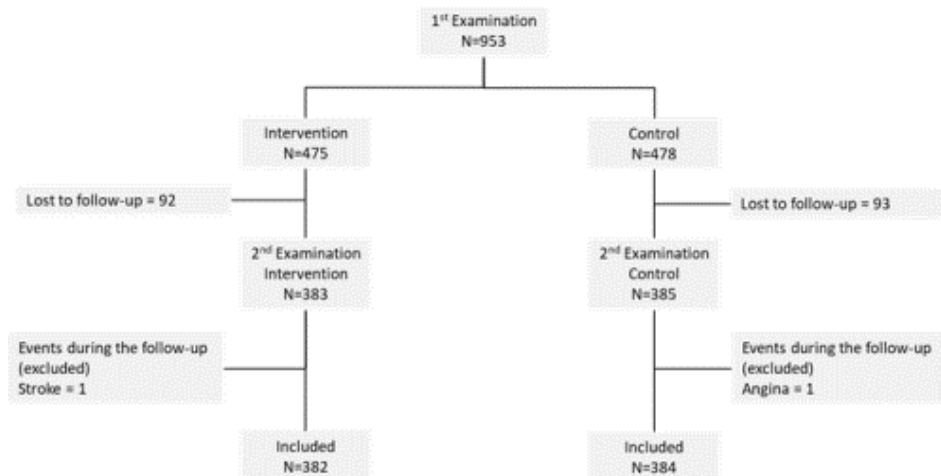 1st Examination
N=953
Intervention
N=475
Control
N=478
Lost to follow-up = 92
Lost to follow-up = 93
2nd Examination
Intervention
N=383
2nd Examination
Control
N=385
Events during the follow-up
(excluded)
Stroke = 1
Events during the follow-up
(excluded)
Angina = 1
Included
N=382
Included
N=384